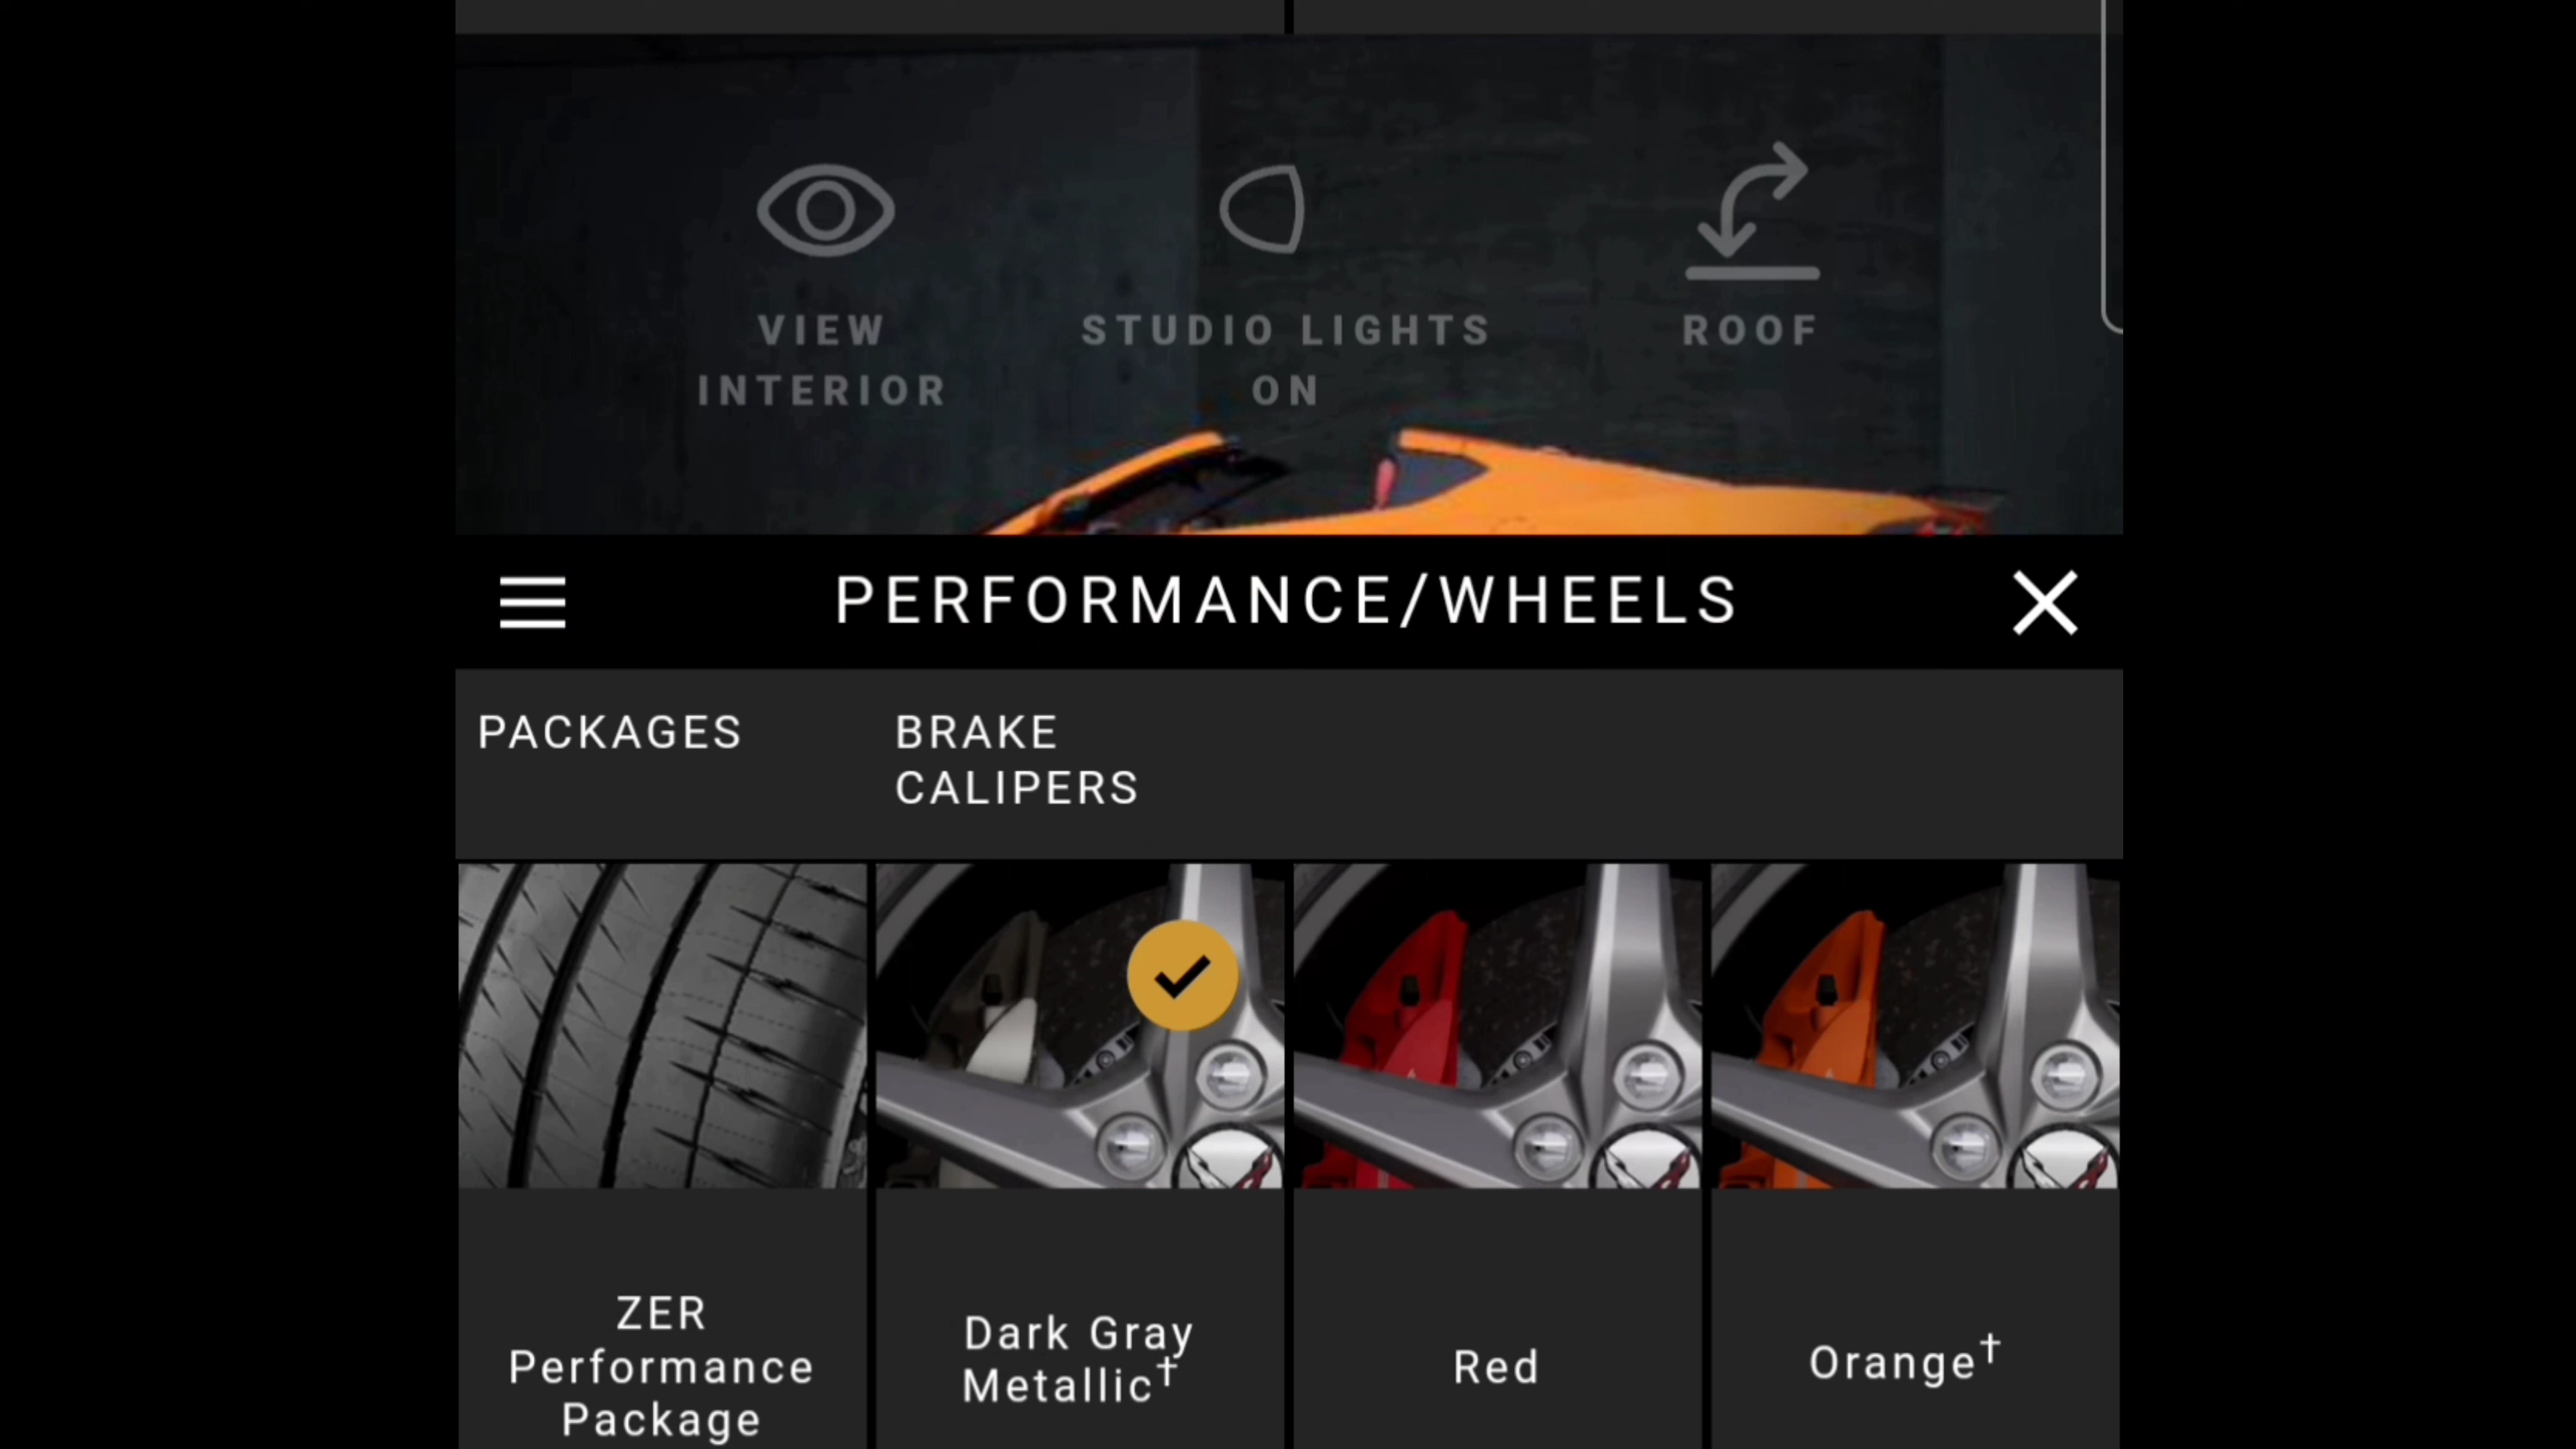 VIEW
INTERIOR
STUDIO LIGHTS
ON
ROOF
PERFORMANCE/WHEELS
PACKAGES
BRAKE
CALIPERS
ZER
Performance
Package
Dark Gray
Metallic†
Red
Orange†